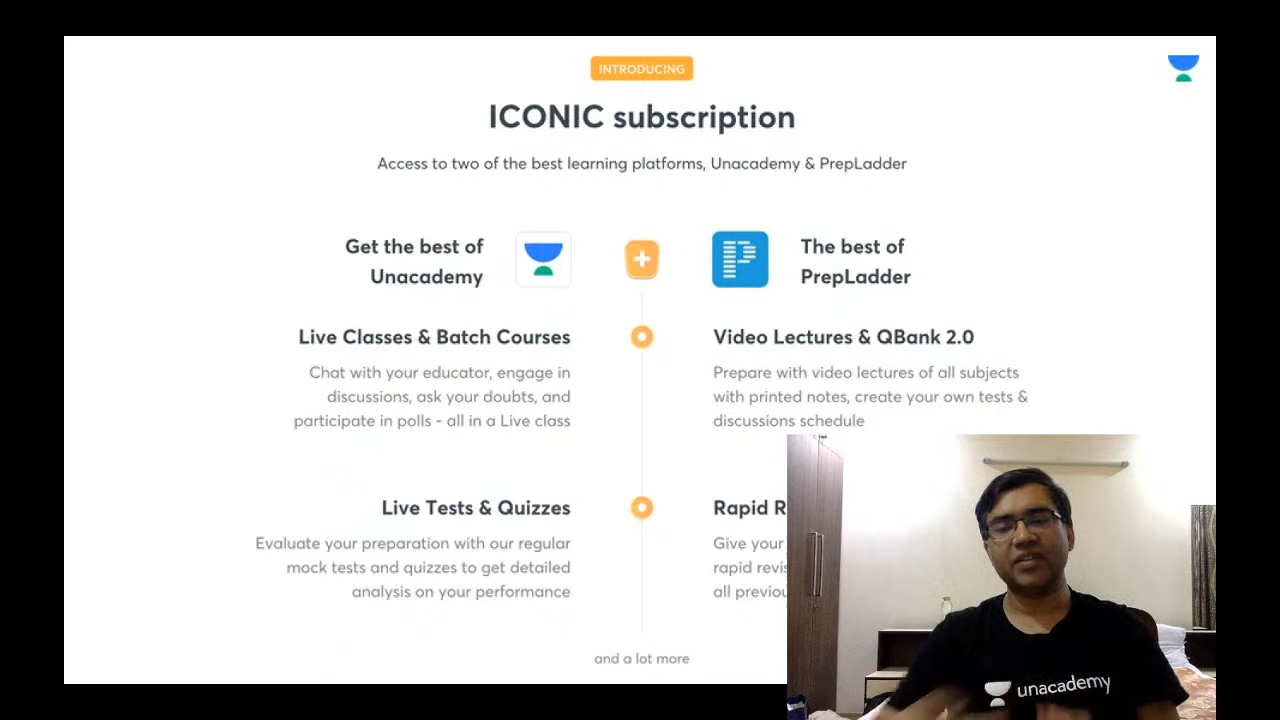 INTRODUCING
ICONIC subscription
Access to two of the best learning platforms, Unacademy & PrepLadder
Get the best of
Unacademy
The best of
PrepLadder
Live Classes & Batch Courses
Chat with your educator, engage in
discussions, ask your doubts, and
participate in polls - all in a Live class
Video Lectures & QBank 2.0
Prepare with video lectures of all subjects
with printed notes, create your own tests &
discussions schedule
Live Tests & Quizzes
Evaluate your preparation with our regular
mock tests and quizzes to get detailed
analysis on your performance
Rapid R
Give your
rapid revis
all previou
and a lot more
unacademy